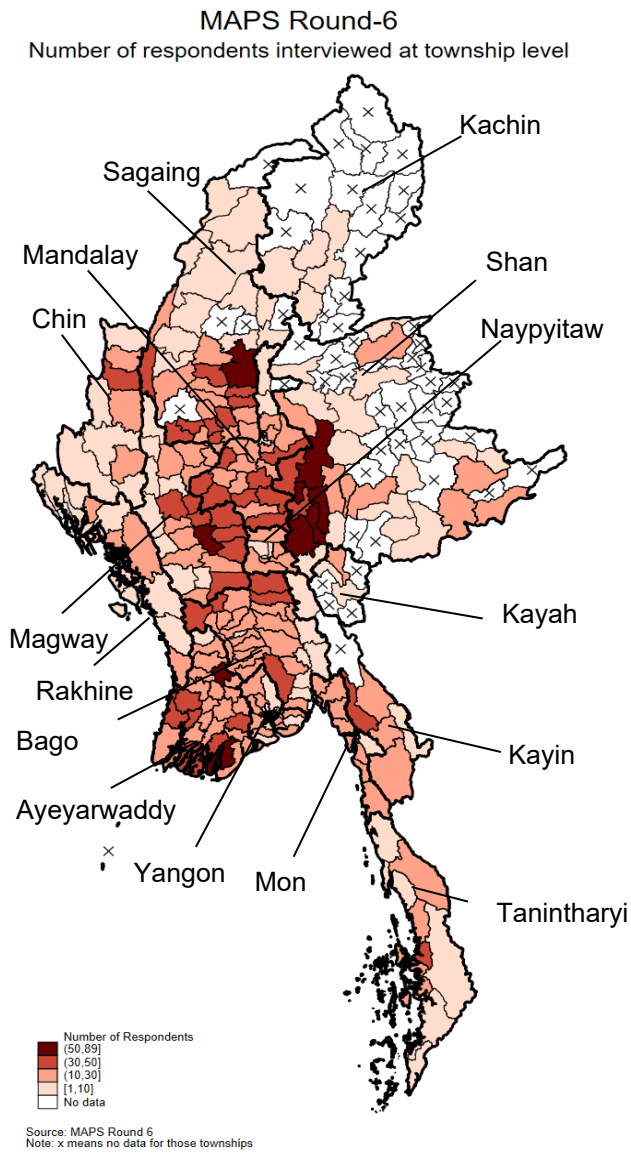 MAPS Round-6
Number of respondents interviewed at township level
Kachin
Sagaing
Mandalay
Shan
Chin
Naypyitaw
Kayah
Magway
Rakhine
Bago
Kayin
Ayeyarwaddy
Yangon
Mon
Tanintharyi
Number of Respondents
(50,89]
(30,50]
(10,30]
[1,10]
No data
Source: MAPS Round 6
Note: x means no data for those townships